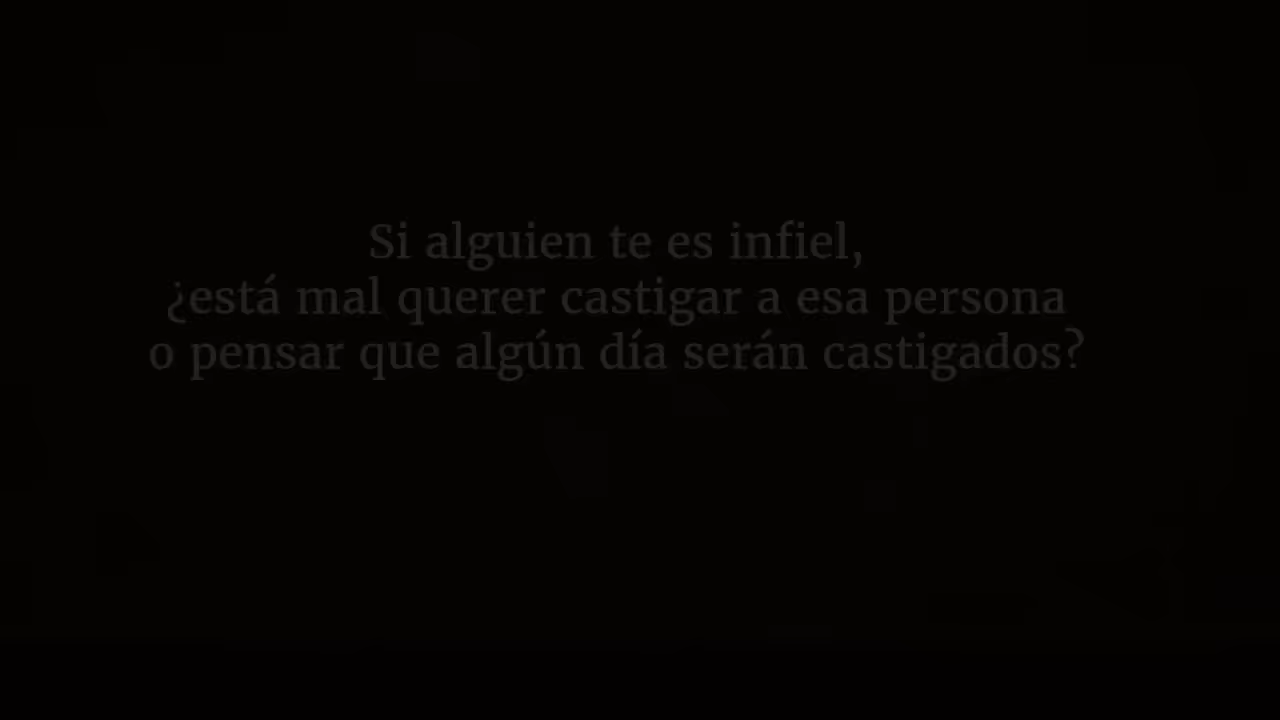 Si alguien te es infiel,
¿está mal querer castigar a esa persona
o pensar que algún día serán castigados?